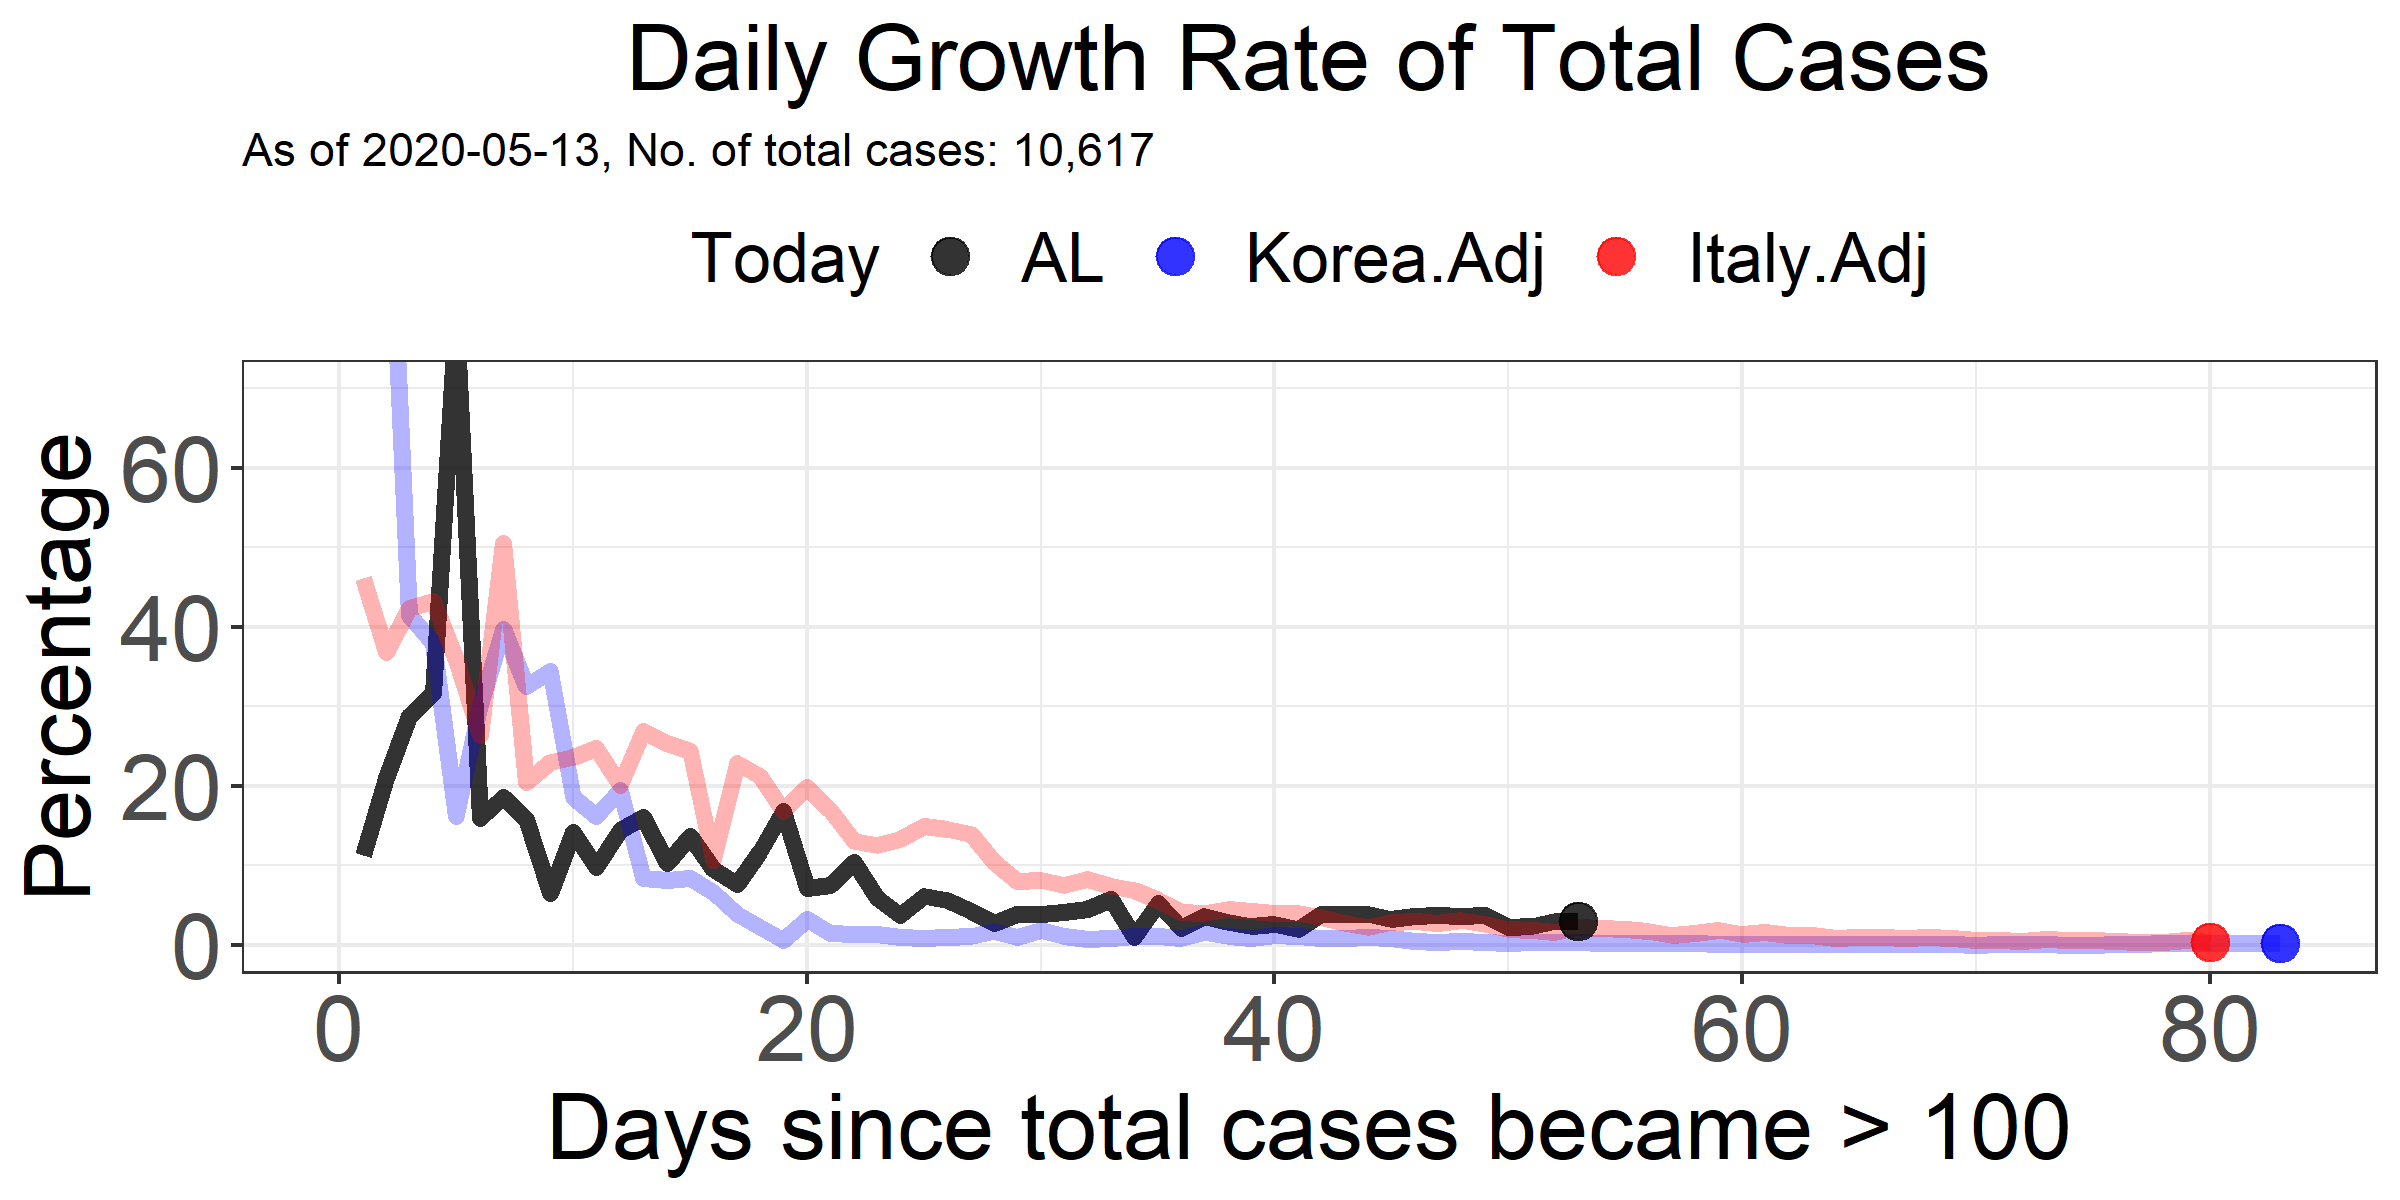 Daily Growth Rate of Total Cases
As of 2020-05-13, No. of total cases: 10,617
Today AL Korea.Adj Italy.Adj
Percentage
60
40
20
0
0 20 40 60 80
Days since total cases became > 100